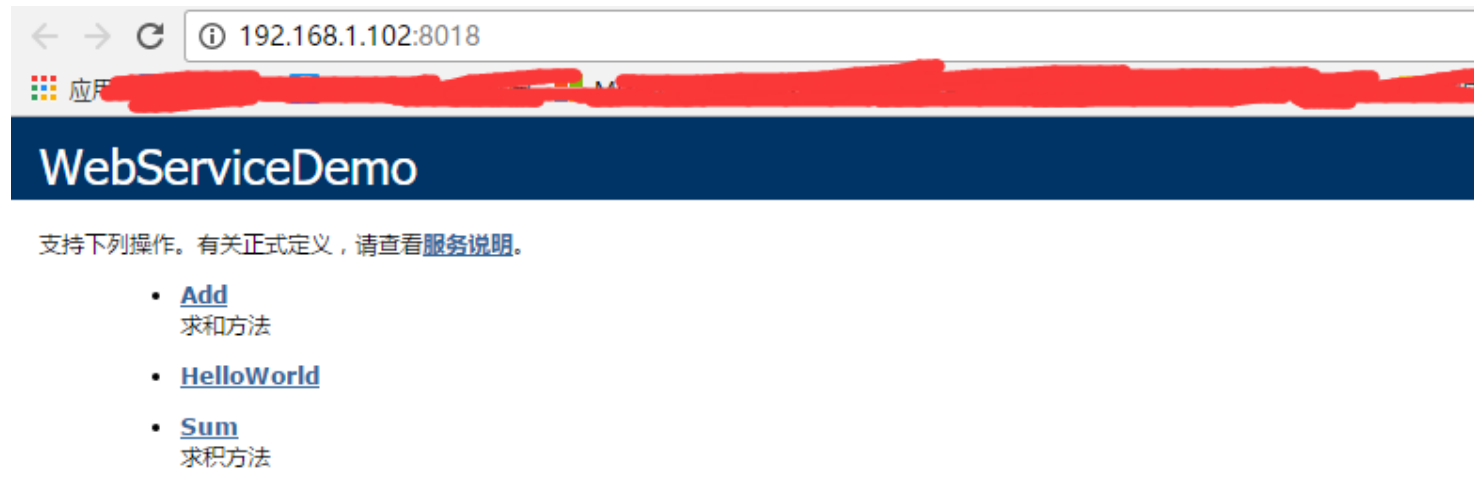 192.168.1.102:8018
应用
WebServiceDemo
支持下列操作。有关正式定义，请查看服务说明。
Add
求和方法
HelloWorld
Sum
求积方法